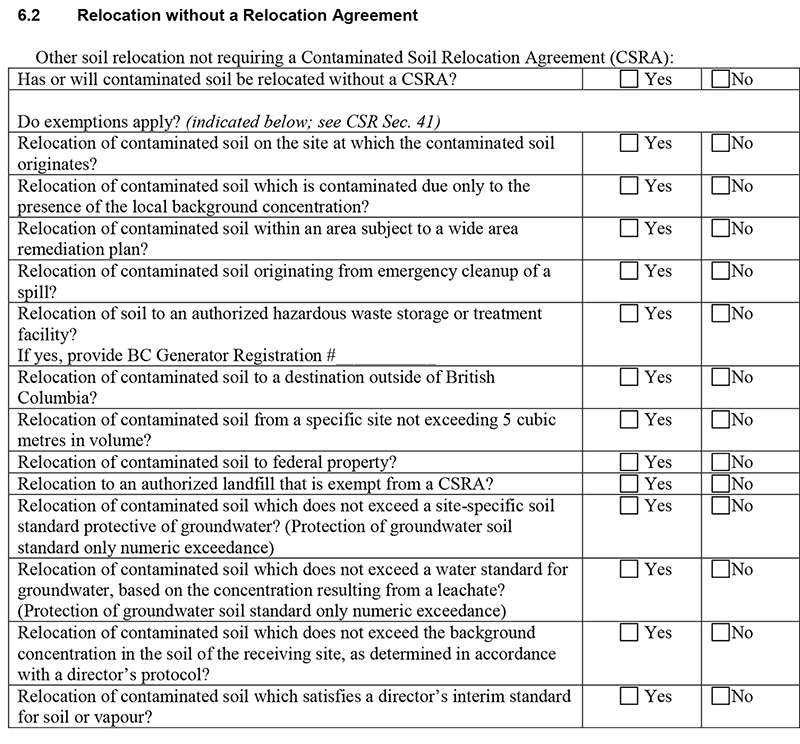 6.2 Relocation without a Relocation Agreement
Other soil relocation not requiring a Contaminated Soil Relocation Agreement (CSRA):
Has or will contaminated soil be relocated without a CSRA? Yes No
Do exemptions apply? (indicated below; see CSR Sec. 41)
Relocation of contaminated soil on the site at which the contaminated soil Yes No
originates?
Relocation of contaminated soil which is contaminated due only to the Yes No
presence of the local background concentration?
Relocation of contaminated soil within an area subject to a wide area Yes No
remediation plan?
Relocation of contaminated soil originating from emergency cleanup of a Yes No
spill?
Relocation of soil to an authorized hazardous waste storage or treatment Yes No
facility?
If yes, provide BC Generator Registration #____________
Relocation of contaminated soil to a destination outside of British Yes No
Columbia?
Relocation of contaminated soil from a specific site not exceeding 5 cubic Yes No
metres in volume?
Relocation of contaminated soil to federal property? Yes No
Relocation to an authorized landfill that is exempt from a CSRA? Yes No
Relocation of contaminated soil which does not exceed a site-specific soil Yes No
standard protective of groundwater? (Protection of groundwater soil
standard only numeric exceedance)
Relocation of contaminated soil which does not exceed a water standard for Yes No
groundwater, based on the concentration resulting from a leachate?
(Protection of groundwater soil standard only numeric exceedance)
Relocation of contaminated soil which does not exceed the background Yes No
concentration in the soil of the receiving site, as determined in accordance
with a director's protocol?
Relocation of contaminated soil which satisfies a director's interim standard Yes No
for soil or vapour?